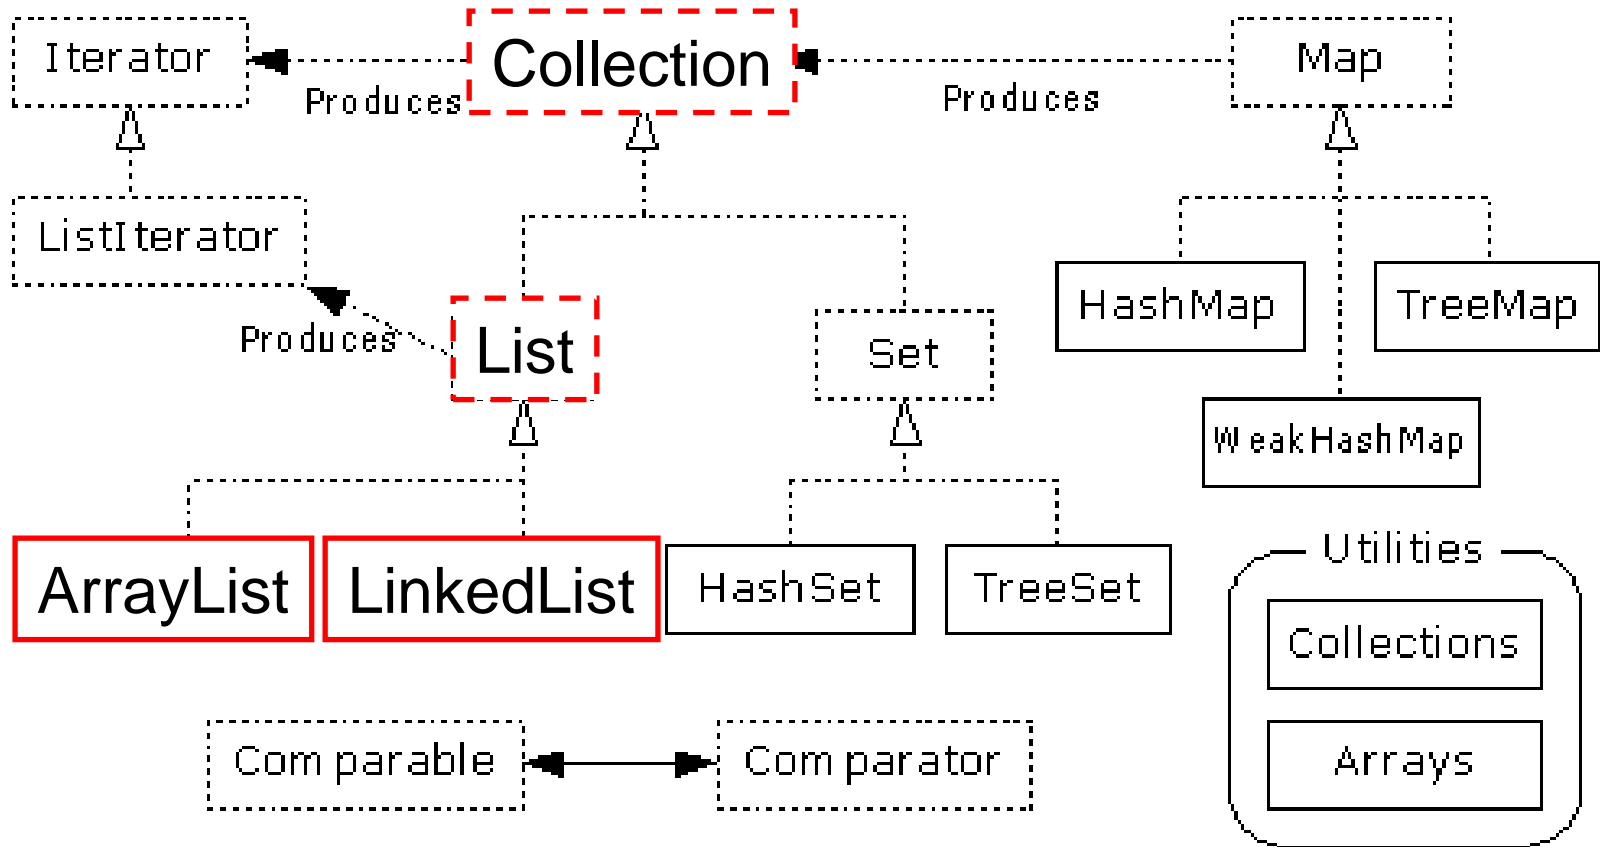 Iterator
Collection
Map
Produces
Produces
ListIterator
HashMap
TreeMap
Produces
List
Set
WeakHashMap
ArrayList
LinkedList
HashSet
TreeSet
Utilities
Collections
Comparable
Comparator
Arrays